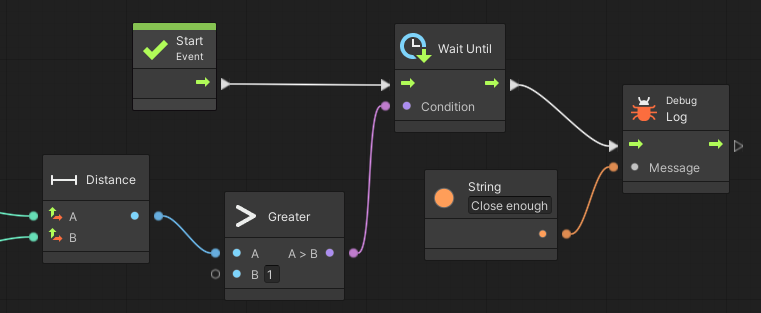 Start
Event
Wait Until
Condition
Debug
Log
Message
Distance
A
B
String
Close enough
Greater
A
A > B
B
1